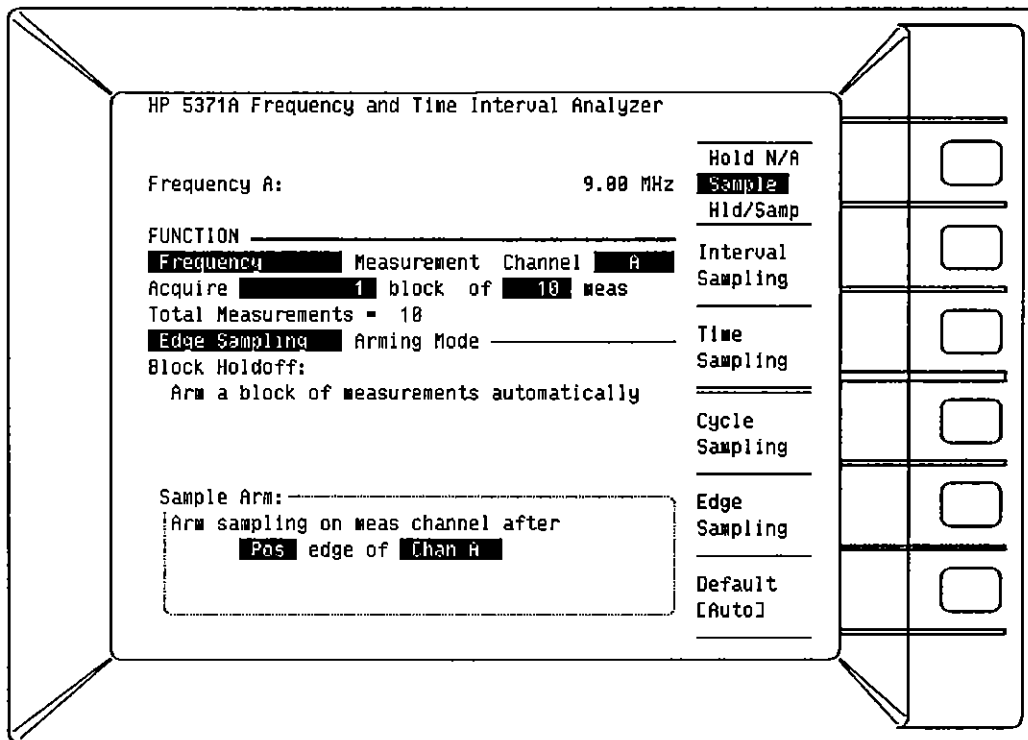 HP 5371A Frequency and Time Interval Analyzer
Frequency A: 9.00 MHz
FUNCTION
Frequency Measurement Channel A
Acquire 1 block of 10 meas
Total Measurements = 10
Edge Sampling Arming Mode
Block Holdoff:
Arm a block of measurements automatically
Sample Arm:
Arm sampling on meas channel after
Pos edge of Chan A
Hold N/A
Sample
Hld/Samp
Interval
Sampling
Time
Sampling
Cycle
Sampling
Edge
Sampling
Default
[Auto]